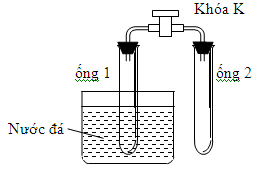 Khóa K
ống 1
ống 2
Nước đá